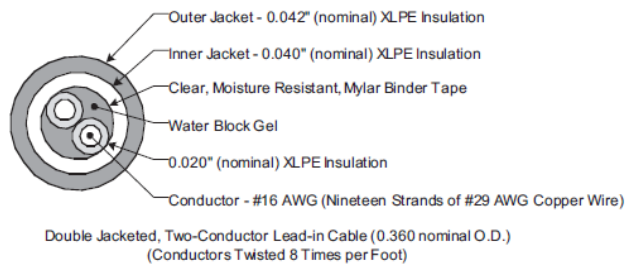 Outer Jacket - 0.042" (nominal) XLPE Insulation
Inner Jacket - 0.040" (nominal) XLPE Insulation
Clear, Moisture Resistant, Mylar Binder Tape
Water Block Gel
0.020" (nominal) XLPE Insulation
Conductor - #16 AWG (Nineteen Strands of #29 AWG Copper Wire)
Double Jacketed, Two-Conductor Lead-in Cable (0.360 nominal O.D.)
(Conductors Twisted 8 Times per Foot)